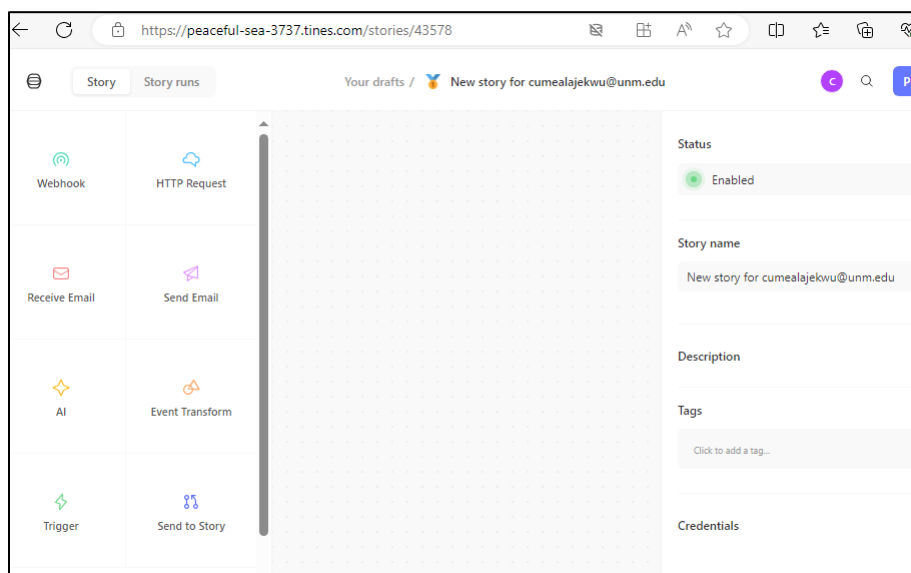 https://peaceful-sea-3737.tines.com/stories/43578
Story Story runs Your drafts / New story for cumealajekwu@unm.edu C P
Webhook HTTP Request
Receive Email Send Email
AI Event Transform
Trigger Send to Story
Status
Enabled
Story name
New story for cumealajekwu@unm.edu
Description
Tags
Click to add a tag...
Credentials